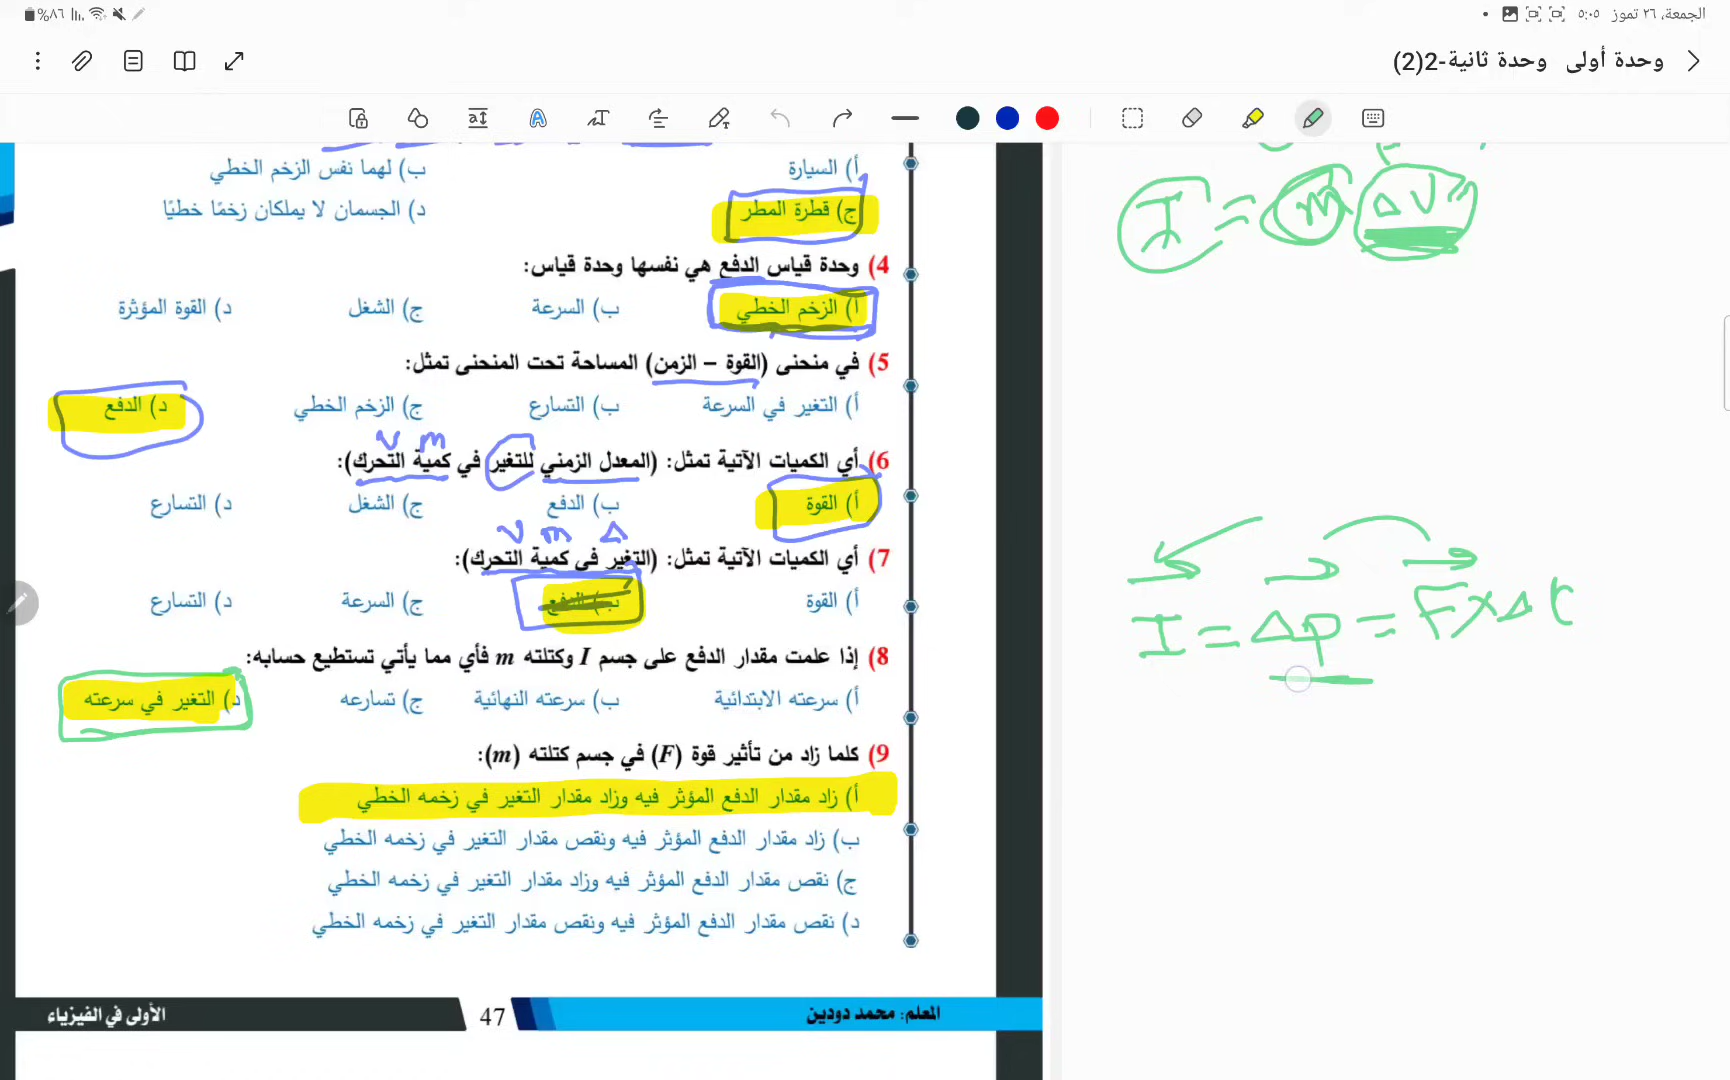 الجمعة، ٢٦ تموز ٥:٠٥
٨٦%
وحدة أولى وحدة ثانية-2(2)
أ) السيارة
ب) لهما نفس الزخم الخطي
ج) قطرة المطر
د) الجسمان لا يملكان زخمًا خطيًا
4) وحدة قياس الدفع هي نفسها وحدة قياس:
أ) الزخم الخطي
ب) السرعة
ج) الشغل
د) القوة المؤثرة
5) في منحنى (القوة – الزمن) المساحة تحت المنحنى تمثل:
أ) التغير في السرعة
ب) التسارع
ج) الزخم الخطي
د) الدفع
V m
6) أي الكميات الآتية تمثل: (المعدل الزمني للتغير في كمية التحرك):
أ) القوة
ب) الدفع
ج) الشغل
د) التسارع
V m Δ
7) أي الكميات الآتية تمثل: (التغير في كمية التحرك):
أ) القوة
ب) الدفع
ج) السرعة
د) التسارع
8) إذا علمت مقدار الدفع على جسم I وكتلته m فأي مما يأتي تستطيع حسابه:
أ) سرعته الابتدائية
ب) سرعته النهائية
ج) تسارعه
د) التغير في سرعته
9) كلما زاد من تأثير قوة (F) في جسم كتلته (m):
أ) زاد مقدار الدفع المؤثر فيه وزاد مقدار التغير في زخمه الخطي
ب) زاد مقدار الدفع المؤثر فيه ونقص مقدار التغير في زخمه الخطي
ج) نقص مقدار الدفع المؤثر فيه وزاد مقدار التغير في زخمه الخطي
د) نقص مقدار الدفع المؤثر فيه ونقص مقدار التغير في زخمه الخطي
المعلم: محمد دودين
47
الأولى في الفيزياء
I = m ΔV
I = Δp = F×Δt